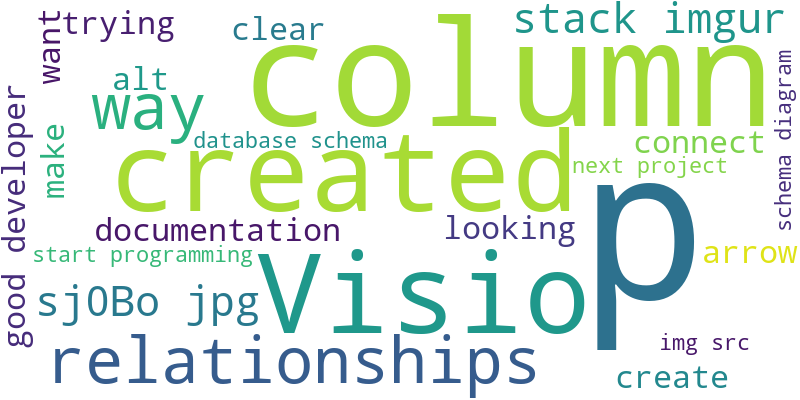 want
trying
clear
column
stack imgur
alt
way
schema diagram
good developer
make
database schema
created
connect
next project
p
documentation
looking
arrow
start programming
Visio
sj0Bo jpg
relationships
img src
create